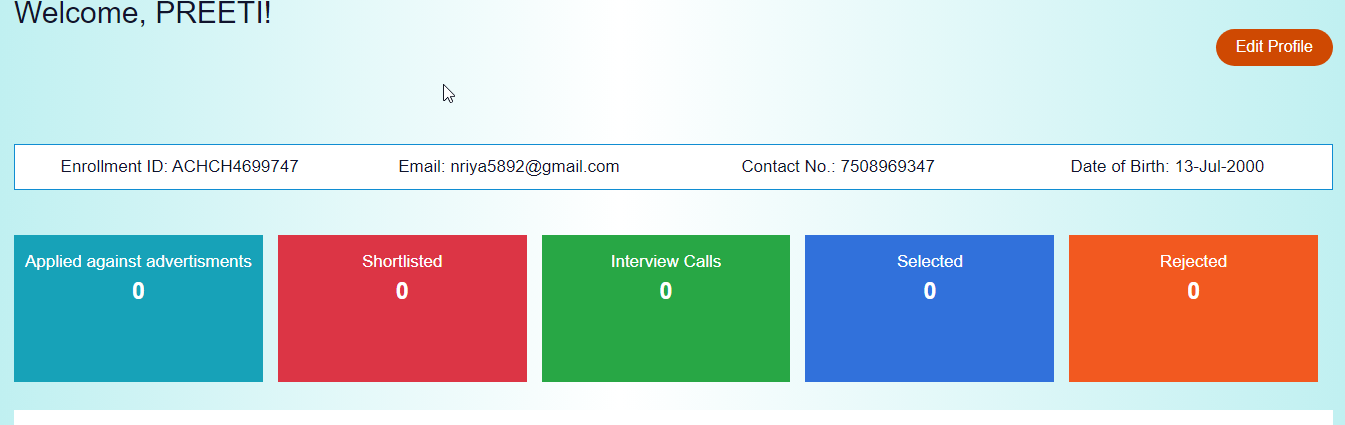 Welcome, PREETI!
Edit Profile
Enrollment ID: ACHCH4699747 Email: nriya5892@gmail.com Contact No.: 7508969347 Date of Birth: 13-Jul-2000
Applied against advertisments Shortlisted Interview Calls Selected Rejected
0 0 0 0 0